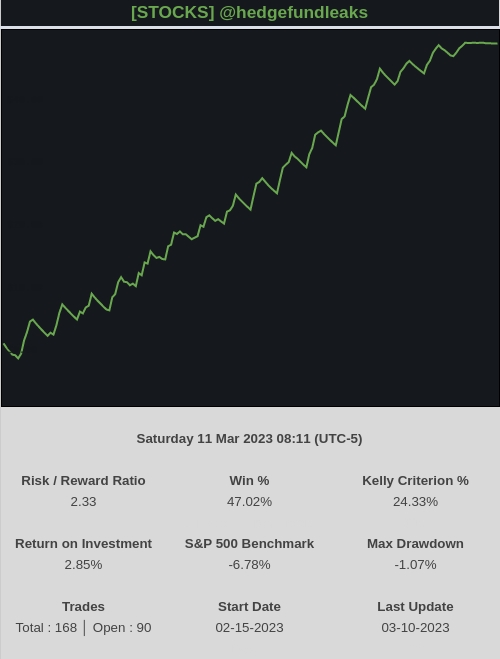 [STOCKS] @hedgefundleaks
Saturday 11 Mar 2023 08:11 (UTC-5)
Risk / Reward Ratio Win % Kelly Criterion %
2.33 47.02% 24.33%
Return on Investment S&P 500 Benchmark Max Drawdown
2.85% -6.78% -1.07%
Trades Start Date Last Update
Total : 168 │ Open : 90 02-15-2023 03-10-2023